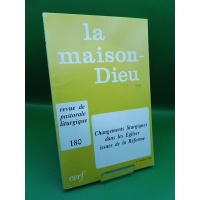 la
maison-
Dieu
revue de
pastorale
liturgique
180
Changements liturgiques
dans les Eglises
issues de la Réforme
cerf